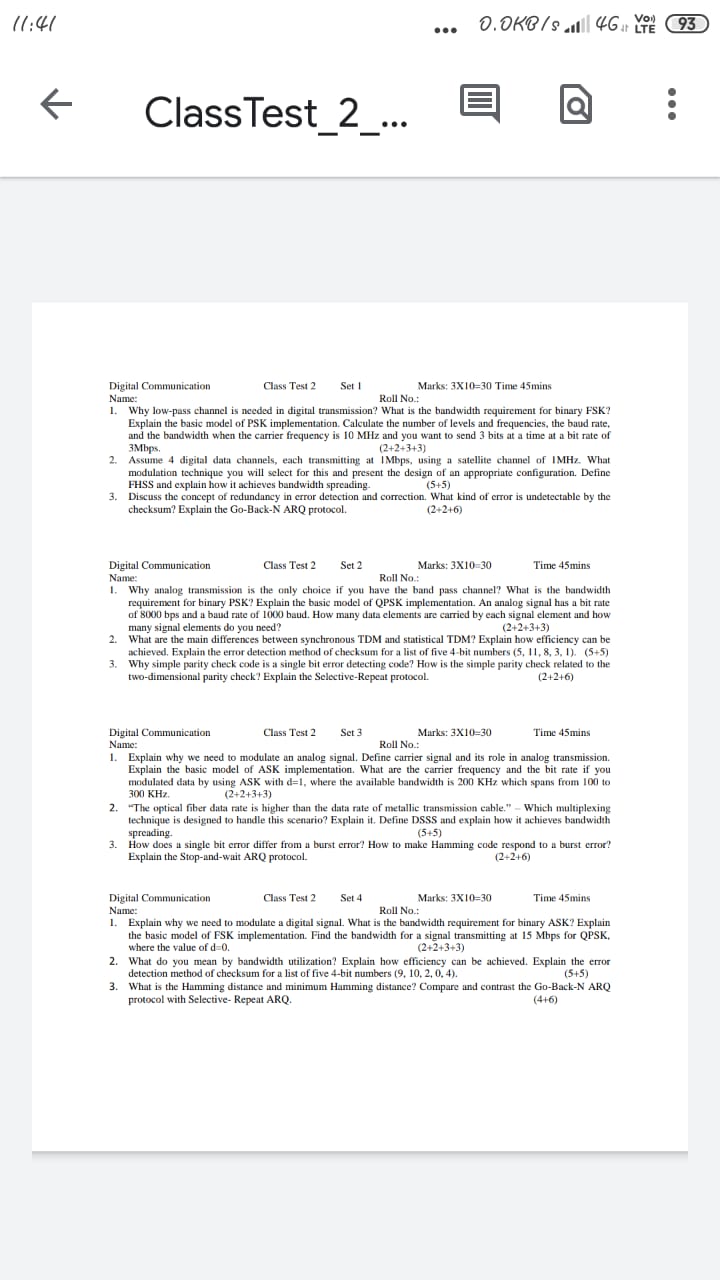 11:41 ... 0.0KB/s 4G Vo) LTE 93
ClassTest_2_...
Digital Communication Class Test 2 Set 1 Marks: 3X10=30 Time 45mins
Name: Roll No.:
1. Why low-pass channel is needed in digital transmission? What is the bandwidth requirement for binary FSK?
Explain the basic model of PSK implementation. Calculate the number of levels and frequencies, the baud rate,
and the bandwidth when the carrier frequency is 10 MHz and you want to send 3 bits at a time at a bit rate of
3Mbps. (2+2+3+3)
2. Assume 4 digital data channels, each transmitting at 1Mbps, using a satellite channel of 1MHz. What
modulation technique you will select for this and present the design of an appropriate configuration. Define
FHSS and explain how it achieves bandwidth spreading. (5+5)
3. Discuss the concept of redundancy in error detection and correction. What kind of error is undetectable by the
checksum? Explain the Go-Back-N ARQ protocol. (2+2+6)
Digital Communication Class Test 2 Set 2 Marks: 3X10=30 Time 45mins
Name: Roll No.:
1. Why analog transmission is the only choice if you have the band pass channel? What is the bandwidth
requirement for binary PSK? Explain the basic model of QPSK implementation. An analog signal has a bit rate
of 8000 bps and a baud rate of 1000 baud. How many data elements are carried by each signal element and how
many signal elements do you need? (2+2+3+3)
2. What are the main differences between synchronous TDM and statistical TDM? Explain how efficiency can be
achieved. Explain the error detection method of checksum for a list of five 4-bit numbers (5, 11, 8, 3, 1). (5+5)
3. Why simple parity check code is a single bit error detecting code? How is the simple parity check related to the
two-dimensional parity check? Explain the Selective-Repeat protocol. (2+2+6)
Digital Communication Class Test 2 Set 3 Marks: 3X10=30 Time 45mins
Name: Roll No.:
1. Explain why we need to modulate an analog signal. Define carrier signal and its role in analog transmission.
Explain the basic model of ASK implementation. What are the carrier frequency and the bit rate if you
modulated data by using ASK with d=1, where the available bandwidth is 200 KHz which spans from 100 to
300 KHz. (2+2+3+3)
2. "The optical fiber data rate is higher than the data rate of metallic transmission cable." – Which multiplexing
technique is designed to handle this scenario? Explain it. Define DSSS and explain how it achieves bandwidth
spreading. (5+5)
3. How does a single bit error differ from a burst error? How to make Hamming code respond to a burst error?
Explain the Stop-and-wait ARQ protocol. (2+2+6)
Digital Communication Class Test 2 Set 4 Marks: 3X10=30 Time 45mins
Name: Roll No.:
1. Explain why we need to modulate a digital signal. What is the bandwidth requirement for binary ASK? Explain
the basic model of FSK implementation. Find the bandwidth for a signal transmitting at 15 Mbps for QPSK,
where the value of d=0. (2+2+3+3)
2. What do you mean by bandwidth utilization? Explain how efficiency can be achieved. Explain the error
detection method of checksum for a list of five 4-bit numbers (9, 10, 2, 0, 4). (5+5)
3. What is the Hamming distance and minimum Hamming distance? Compare and contrast the Go-Back-N ARQ
protocol with Selective- Repeat ARQ. (4+6)